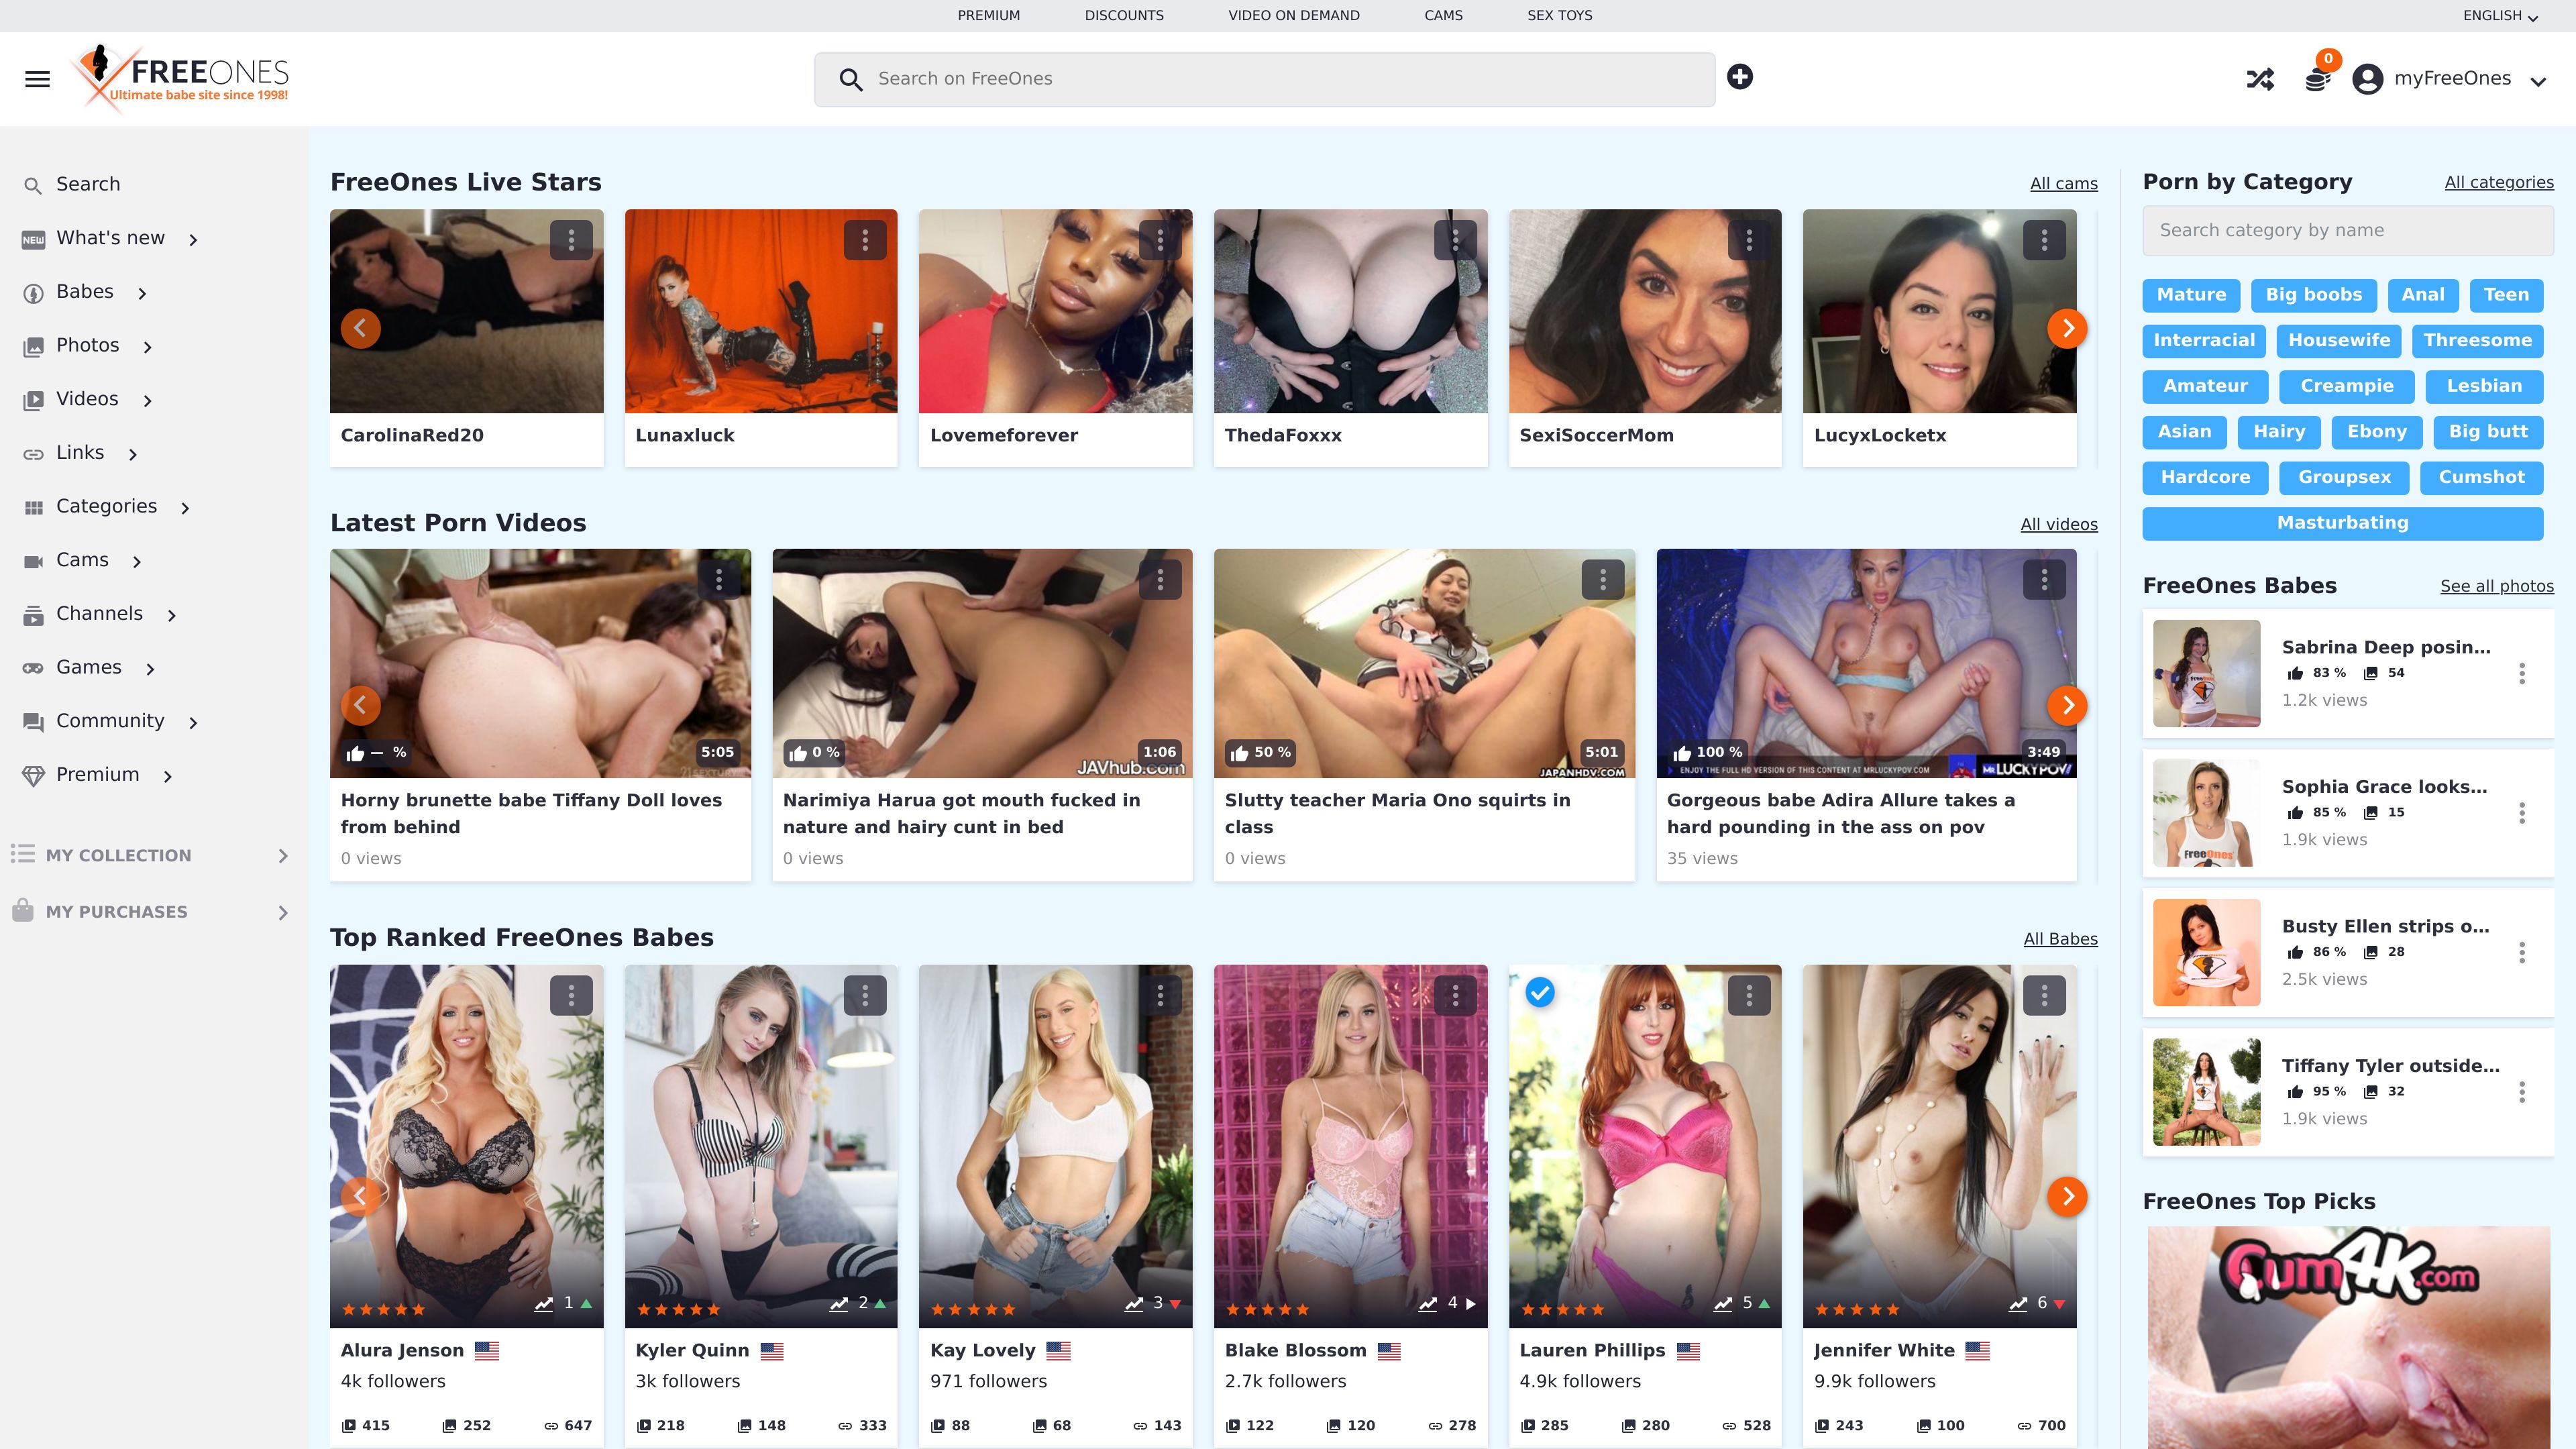 PREMIUM
DISCOUNTS
VIDEO ON DEMAND
CAMS
SEX TOYS
ENGLISH
FREEONES
Ultimate babe site since 1998!
Search on FreeOnes
0
myFreeOnes
Search
NEW What's new
Babes
Photos
Videos
Links
Categories
Cams
Channels
Games
Community
Premium
MY COLLECTION
MY PURCHASES
FreeOnes Live Stars
All cams
CarolinaRed20
Lunaxluck
Lovemeforever
ThedaFoxxx
SexiSoccerMom
LucyxLocketx
Latest Porn Videos
All videos
— %
5:05
Horny brunette babe Tiffany Doll loves
from behind
0 views
0 %
1:06
JAVhub.com
Narimiya Harua got mouth fucked in
nature and hairy cunt in bed
0 views
50 %
5:01
JAPANHDV.COM
Slutty teacher Maria Ono squirts in
class
0 views
100 %
3:49
ENJOY THE FULL HD VERSION OF THIS CONTENT AT MRLUCKYPOV.COM
MR LUCKYPOV
Gorgeous babe Adira Allure takes a
hard pounding in the ass on pov
35 views
Top Ranked FreeOnes Babes
All Babes
1
Alura Jenson
4k followers
415 252 647
2
Kyler Quinn
3k followers
218 148 333
3
Kay Lovely
971 followers
88 68 143
4
Blake Blossom
2.7k followers
122 120 278
5
Lauren Phillips
4.9k followers
285 280 528
6
Jennifer White
9.9k followers
243 100 700
Porn by Category
All categories
Search category by name
Mature Big boobs Anal Teen
Interracial Housewife Threesome
Amateur Creampie Lesbian
Asian Hairy Ebony Big butt
Hardcore Groupsex Cumshot
Masturbating
FreeOnes Babes
See all photos
Sabrina Deep posin...
83 % 54
1.2k views
FreeOnes
Sophia Grace looks...
85 % 15
1.9k views
Busty Ellen strips o...
86 % 28
2.5k views
Tiffany Tyler outside...
95 % 32
1.9k views
FreeOnes Top Picks
Cum4K.com